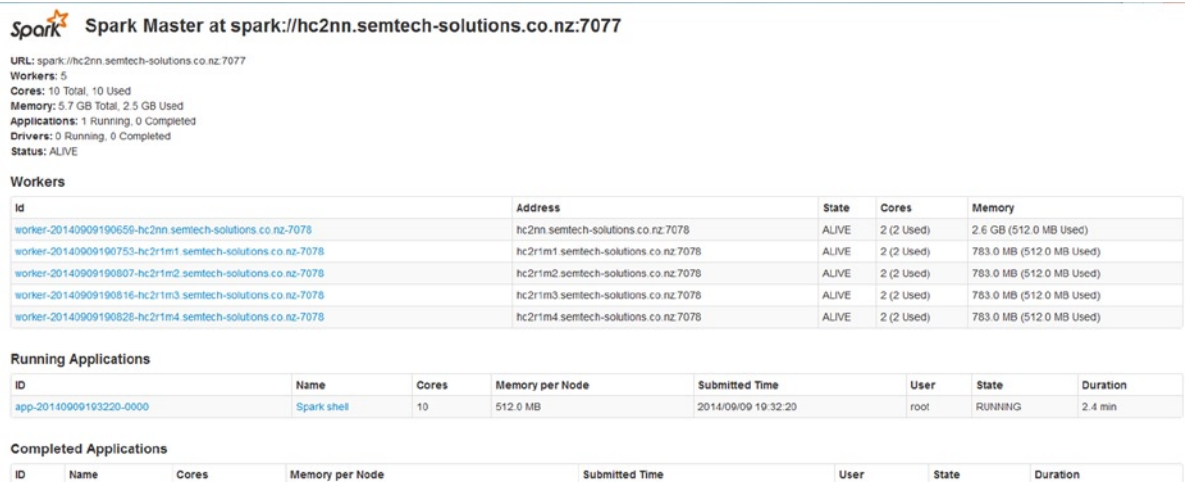 Spark Spark Master at spark://hc2nn.semtech-solutions.co.nz:7077
URL: spark://hc2nn.semtech-solutions.co.nz:7077
Workers: 5
Cores: 10 Total, 10 Used
Memory: 5.7 GB Total, 2.5 GB Used
Applications: 1 Running, 0 Completed
Drivers: 0 Running, 0 Completed
Status: ALIVE
Workers
Id Address State Cores Memory
worker-20140909190659-hc2nn.semtech-solutions.co.nz-7078 hc2nn.semtech-solutions.co.nz:7078 ALIVE 2 (2 Used) 2.6 GB (512.0 MB Used)
worker-20140909190753-hc2r1m1.semtech-solutions.co.nz-7078 hc2r1m1.semtech-solutions.co.nz:7078 ALIVE 2 (2 Used) 783.0 MB (512.0 MB Used)
worker-20140909190807-hc2r1m2.semtech-solutions.co.nz-7078 hc2r1m2.semtech-solutions.co.nz:7078 ALIVE 2 (2 Used) 783.0 MB (512.0 MB Used)
worker-20140909190816-hc2r1m3.semtech-solutions.co.nz-7078 hc2r1m3.semtech-solutions.co.nz:7078 ALIVE 2 (2 Used) 783.0 MB (512.0 MB Used)
worker-20140909190828-hc2r1m4.semtech-solutions.co.nz-7078 hc2r1m4.semtech-solutions.co.nz:7078 ALIVE 2 (2 Used) 783.0 MB (512.0 MB Used)
Running Applications
ID Name Cores Memory per Node Submitted Time User State Duration
app-20140909193220-0000 Spark shell 10 512.0 MB 2014/09/09 19:32:20 root RUNNING 2.4 min
Completed Applications
ID Name Cores Memory per Node Submitted Time User State Duration